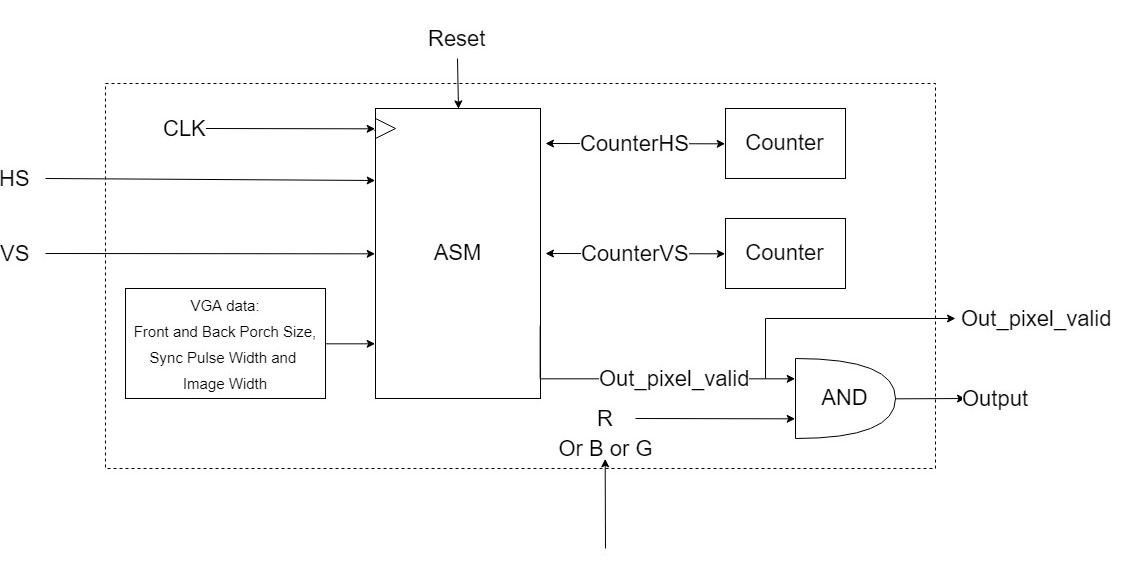 Reset
CLK
CounterHS
Counter
HS
ASM
VS
CounterVS
Counter
VGA data:
Front and Back Porch Size,
Sync Pulse Width and
Image Width
Out_pixel_valid
Out_pixel_valid
AND
Output
R
Or B or G